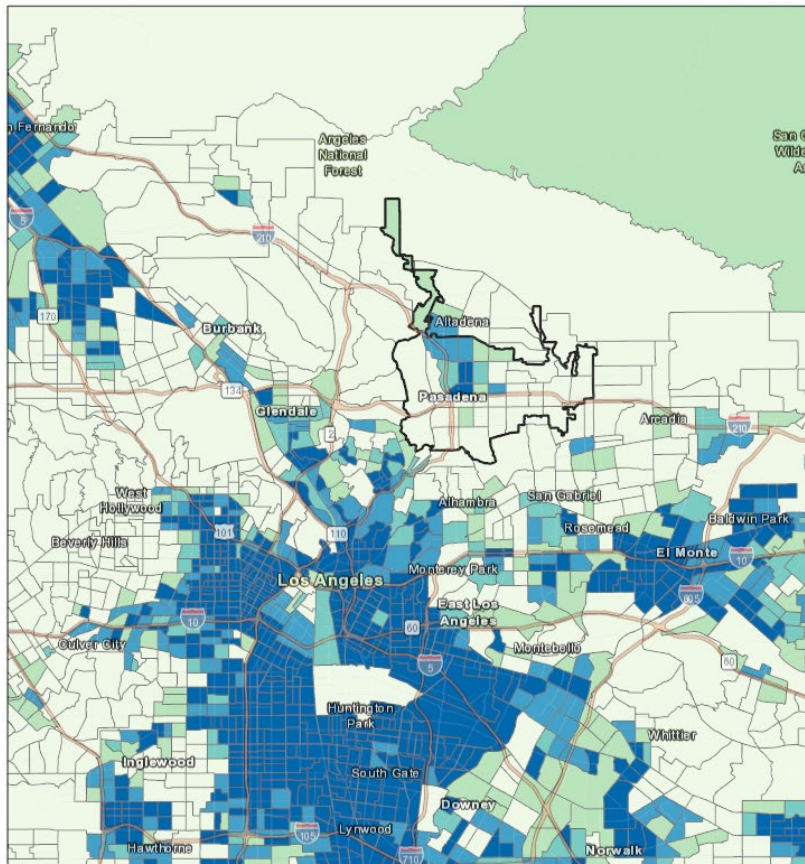 n Fernando
Angeles
National
Forest
San G
Wilde
A
5
210
170
Burbank
Altadena
134
Pasadena
Glendale
2
Arcadia
210
West
Hollywood
Alhambra
San Gabriel
101
110
Rosemead
Baldwin Park
Beverly Hills
El Monte
10
Los Angeles
Monterey Park
10
60
East Los
Angeles
605
Culver City
Montebello
5
60
Huntington
Park
Whittier
Inglewood
South Gate
Downey
105
Lynwood
Hawthorne
710
Norwalk